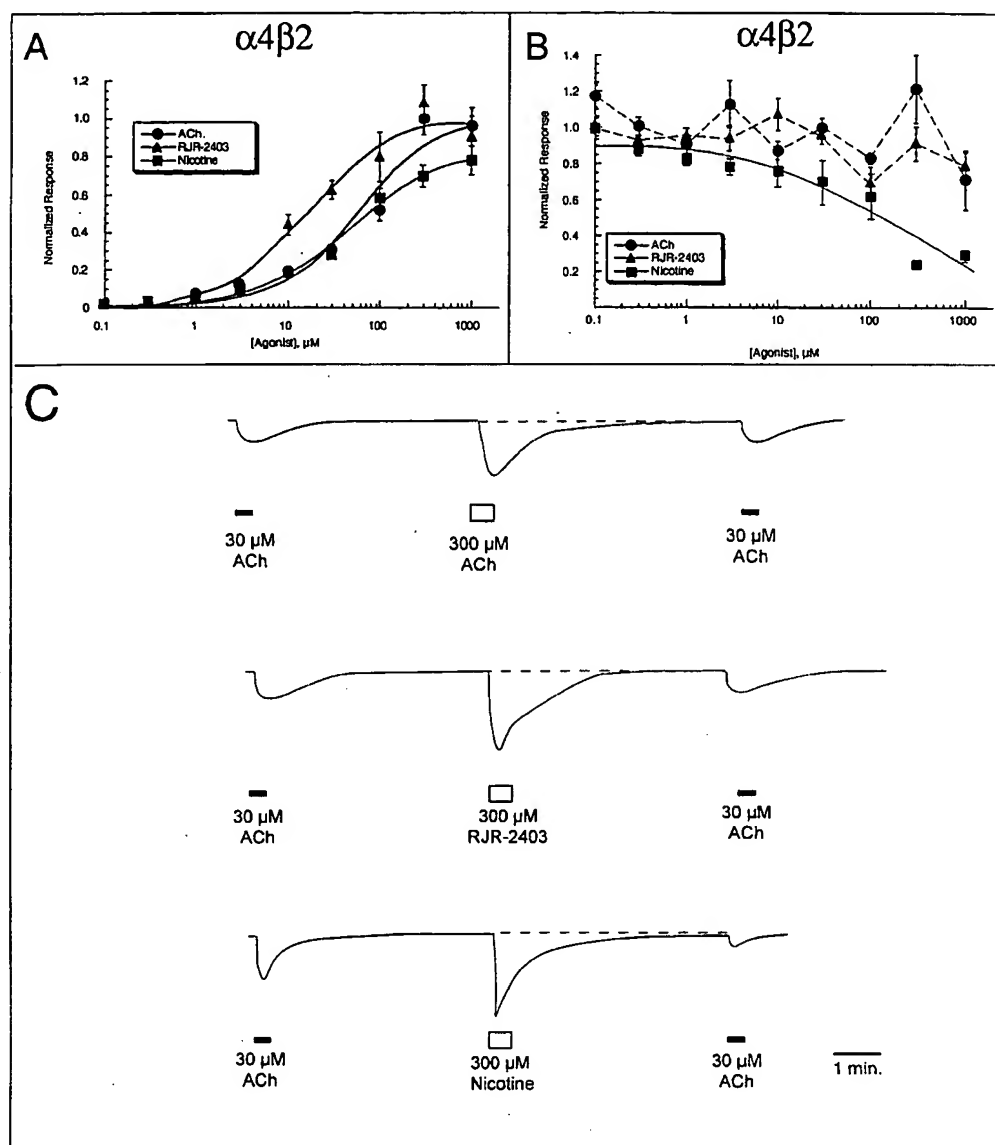 A
α4β2
Normalized Response
1.2
1.0
0.8
0.6
0.4
0.2
0
ACh.
RJR-2403
Nicotine
0.1
1
10
100
1000
[Agonist], µM
B
α4β2
Normalized Response
1.4
1.2
1.0
0.8
0.6
0.4
0.2
ACh
RJR-2403
Nicotine
0.1
1
10
100
1000
[Agonist], µM
C
30 µM
ACh
300 µM
ACh
30 µM
ACh
30 µM
ACh
300 µM
RJR-2403
30 µM
ACh
30 µM
ACh
300 µM
Nicotine
30 µM
ACh
1 min.